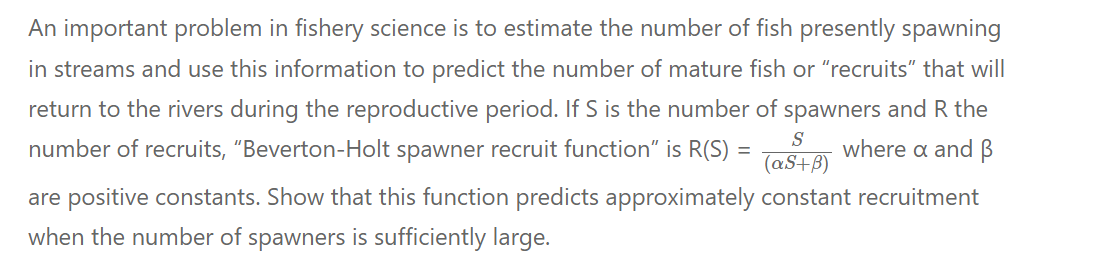 An important problem in fishery science is to estimate the number of fish presently spawning
in streams and use this information to predict the number of mature fish or “recruits” that will
return to the rivers during the reproductive period. If S is the number of spawners and R the
number of recruits, “Beverton-Holt spawner recruit function” is R(S) = \frac{S}{(αS+β)} where α and β
are positive constants. Show that this function predicts approximately constant recruitment
when the number of spawners is sufficiently large.